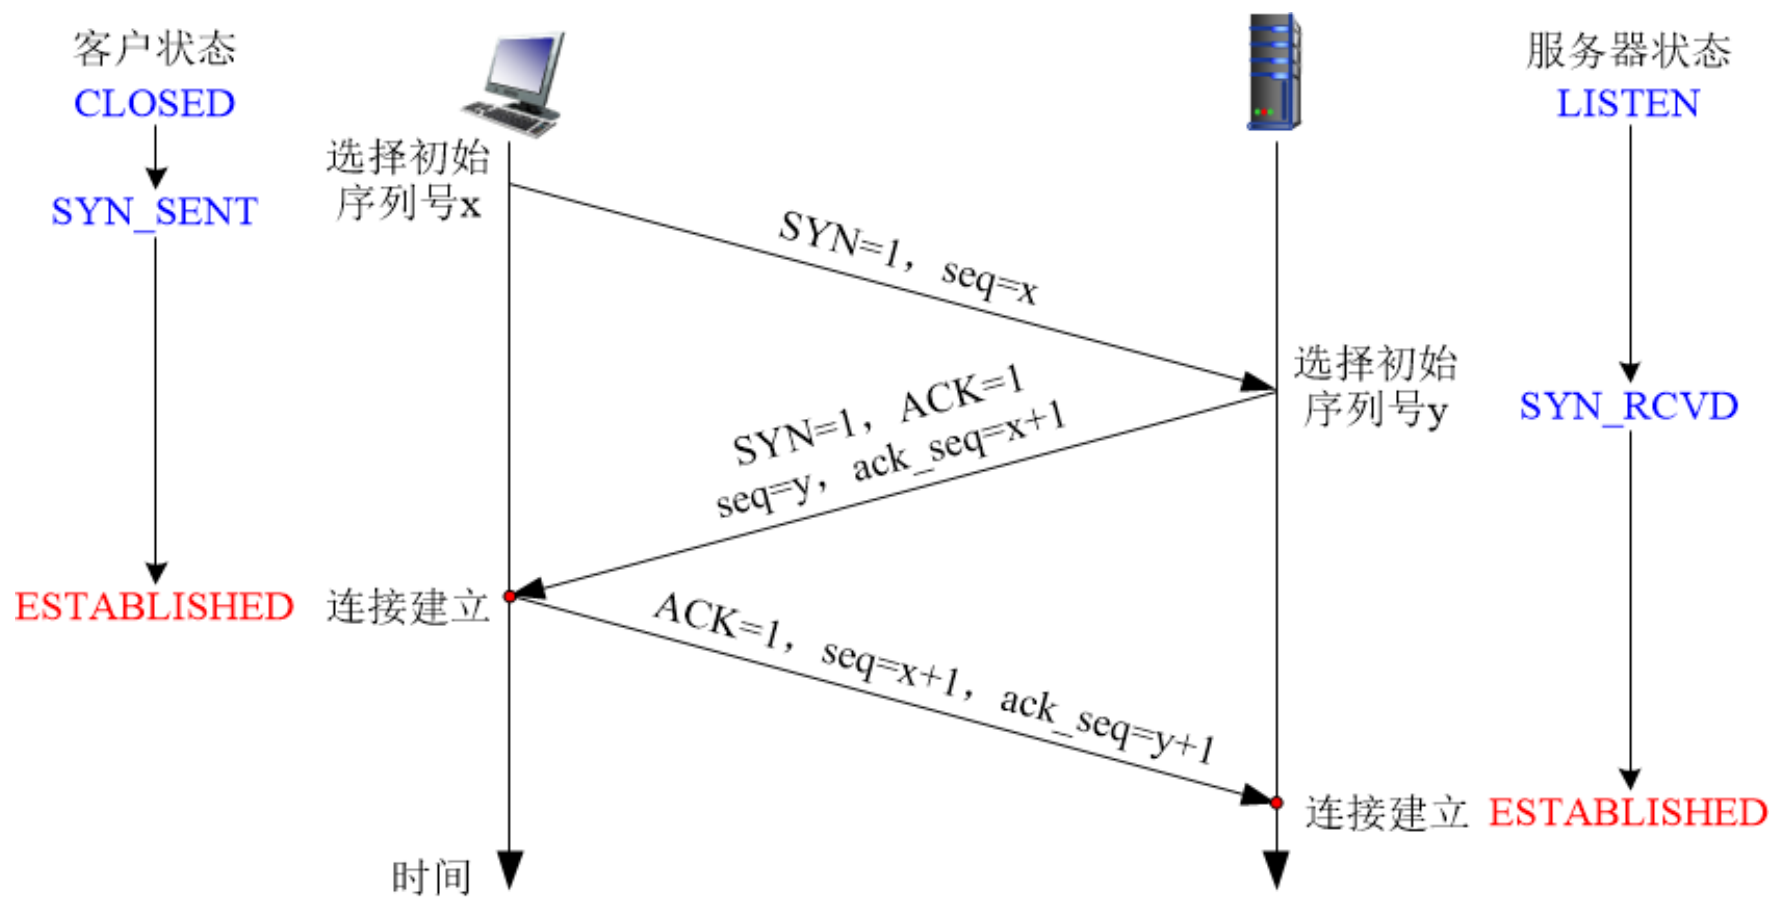 客户状态
CLOSED
SYN_SENT
ESTABLISHED
选择初始
序列号x
SYN=1，seq=x
SYN=1，ACK=1
seq=y，ack_seq=x+1
连接建立
ACK=1，seq=x+1，ack_seq=y+1
时间
服务器状态
LISTEN
选择初始
序列号y
SYN_RCVD
连接建立
ESTABLISHED